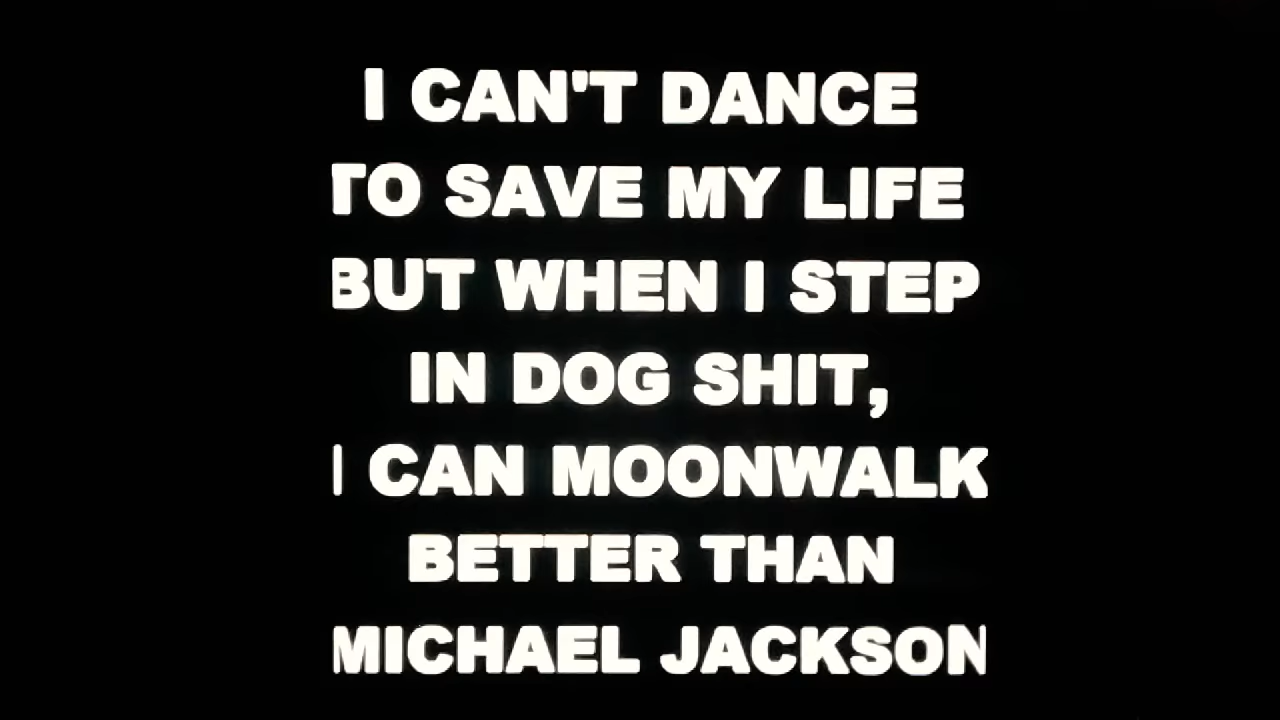 I CAN'T DANCE
TO SAVE MY LIFE
BUT WHEN I STEP
IN DOG SHIT,
I CAN MOONWALK
BETTER THAN
MICHAEL JACKSON